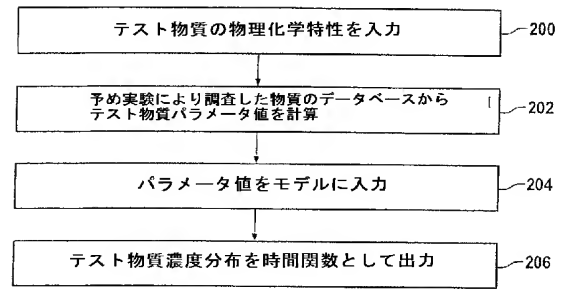 テスト物質の物理化学特性を入力
200
予め実験により調査した物質のデータベースから
テスト物質パラメータ値を計算
202
パラメータ値をモデルに入力
204
テスト物質濃度分布を時間関数として出力
206